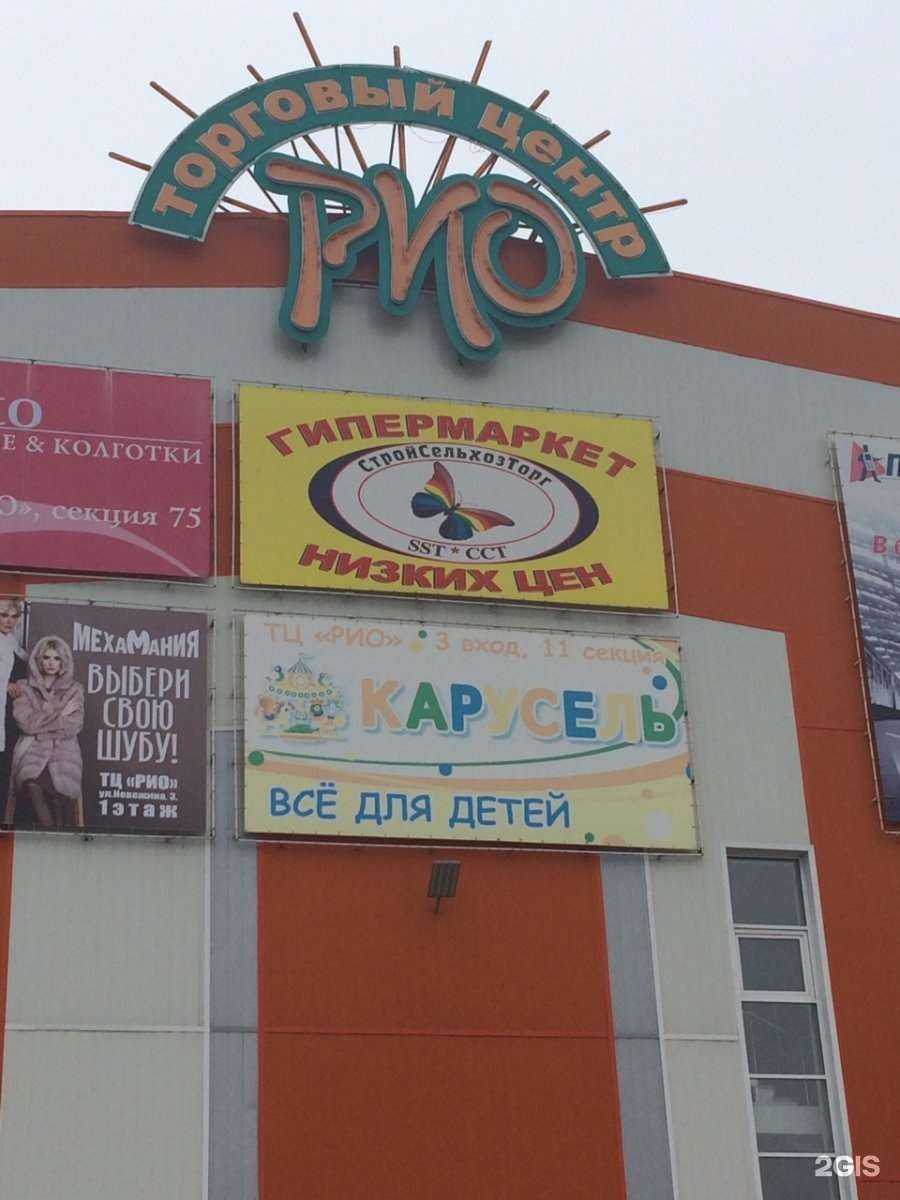 ТОРГОВЫЙ ЦЕНТР
РИО
Е & КОЛГОТКИ
О», секция 75
ГИПЕРМАРКЕТ
СтройСельхозТорг
SST * ССТ
НИЗКИХ ЦЕН
МЕХАМАНИЯ
ВЫБЕРИ
СВОЮ
ШУБУ!
ТЦ «РИО»
ул.Невежина, 3,
1этаж
ТЦ «РИО» 3 вход, 11 секция
КАРУСЕЛЬ
ВСЁ ДЛЯ ДЕТЕЙ
2GIS